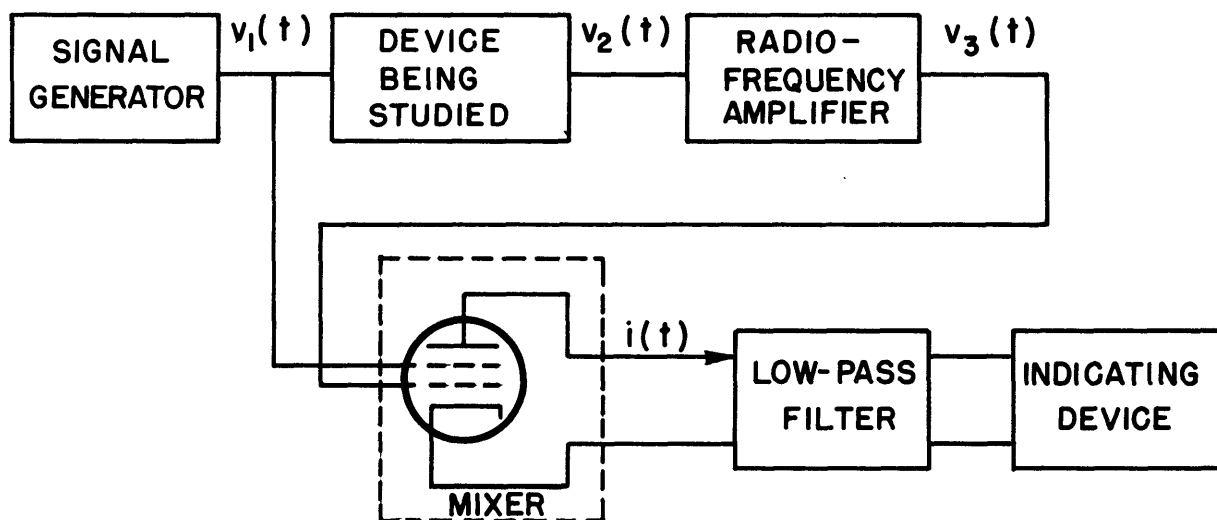 SIGNAL
GENERATOR
v₁(t)
DEVICE
BEING
STUDIED
v₂(t)
RADIO-
FREQUENCY
AMPLIFIER
v₃(t)
MIXER
i(t)
LOW-PASS
FILTER
INDICATING
DEVICE